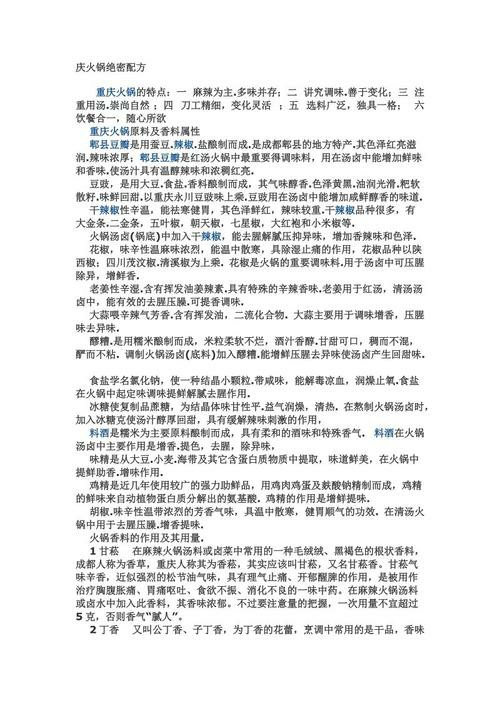 庆火锅绝密配方
重庆火锅的特点：一 麻辣为主.多味并存；二 讲究调味.善于变化；三 注
重用汤.崇尚自然 ；四 刀工精细，变化灵活 ；五 选料广泛，独具一格； 六
饮餐合一，随心所欲
重庆火锅原料及香料属性
郫县豆瓣是用蚕豆.辣椒.盐酿制而成.是成都郫县的地方特产.其色泽红亮滋
润.辣味浓厚；郫县豆瓣是红汤火锅中最重要得调味料，用在汤卤中能增加鲜味
和香味.使汤汁具有温醇辣味和浓稠红亮.
豆豉，是用大豆.食盐.香料酿制而成，其气味醇香.色泽黄黑.油润光滑.粑软
散籽.味鲜回甜.以重庆永川豆豉味上乘.豆豉用在汤卤中能增加咸鲜醇香的味道.
干辣椒性辛温，能祛寒健胃，其色泽鲜红，辣味较重.干辣椒品种很多，有
大金条.二金条，五叶椒，朝天椒，七星椒，大红袍和小米椒等.
火锅汤卤(锅底)中加入干辣椒，能去腥解腻压抑异味，增加香辣味和色泽.
花椒，味辛性温麻味浓烈，能温中散寒，具除湿止痛的作用，花椒品种以陕
西椒；四川茂汶椒.清溪椒为上乘. 花椒是火锅的重要调味料.用于汤卤中可压腥
除异，增鲜香.
老姜性辛湿.含有挥发油姜辣素.具有特殊的辛辣香味.老姜用于红汤，清汤汤
卤中，能有效的去腥压臊.可提香调味.
大蒜喂辛辣气芳香.含有挥发油，二流化合物. 大蒜主要用于调味增香，压腥
味去异味.
醪糟.是用糯米酿制而成，米粒柔软不烂，酒汁香醇.甘甜可口，稠而不混，
酽而不粘. 调制火锅汤卤(底料)加入醪糟.能增鲜压腥去异味使汤卤产生回甜味.
食盐学名氯化钠，使一种结晶小颗粒.带咸味，能解毒凉血，润燥止氧.食盐
在火锅中起定味调味提鲜解腻去腥作用.
冰糖使复制品蔗糖，为结晶体味甘性平.益气润燥，清热. 在熬制火锅汤卤时，
加入冰糖克使汤汁醇厚回甜，具有缓解辣味刺激的作用，
料酒是糯米为主要原料酿制而成，具有柔和的酒味和特殊香气. 料酒在火锅
汤卤中主要作用是增香.提色，去腥，除异味，
味精是从大豆.小麦.海带及其它含蛋白质物质中提取，味道鲜美，在火锅中
提鲜助香.增味作用.
鸡精是近几年使用较广的强力助鲜品，用鸡肉鸡蛋及麸酸钠精制而成，鸡精
的鲜味来自动植物蛋白质分解出的氨基酸. 鸡精的作用是增鲜提味.
胡椒.味辛性温带浓烈的芳香气味，具温中散寒，健胃顺气的功效. 在清汤火
锅中用于去腥压臊.增香提味.
火锅香料的作用及其用量.
1 甘菘 在麻辣火锅汤料或卤菜中常用的一种毛绒绒、黑褐色的根状香料，
成都人称为香草，重庆人称其为香菘，其实应该叫甘菘，又名甘菘香。甘菘气
味辛香，近似强烈的松节油气味，具有理气止痛、开郁醒脾的作用，是被用作
治疗胸腹胀痛、胃痛呕吐、食欲不振、消化不良的一味中药。在麻辣火锅汤料
或卤水中加入此香料，其香味浓郁。不过要注意量的把握，一次用量不宜超过
5 克，否则香气“腻人”。
2 丁香 又叫公丁香、子丁香，为丁香的花蕾，烹调中常用的是干品，香味